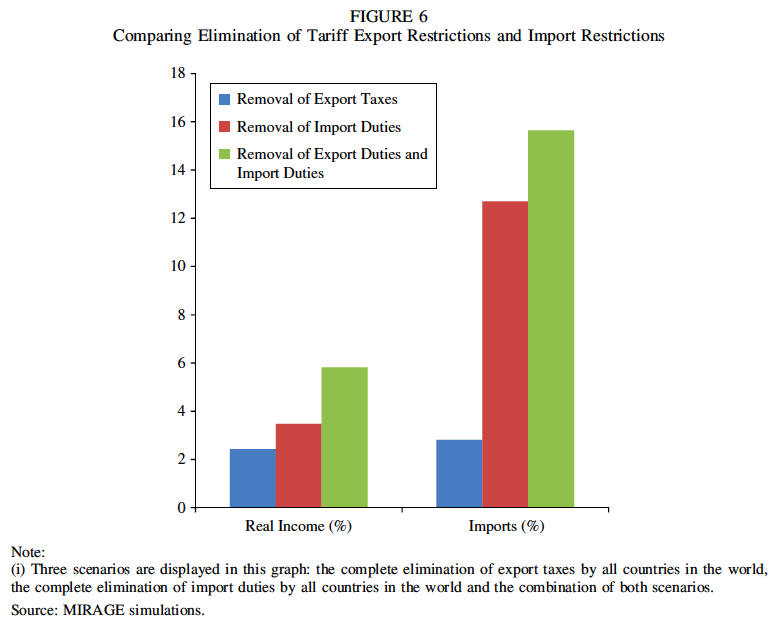 FIGURE 6
Comparing Elimination of Tariff Export Restrictions and Import Restrictions
18
16
14
12
10
8
6
4
2
0
Removal of Export Taxes
Removal of Import Duties
Removal of Export Duties and
Import Duties
Real Income (%)
Imports (%)
Note:
(i) Three scenarios are displayed in this graph: the complete elimination of export taxes by all countries in the world,
the complete elimination of import duties by all countries in the world and the combination of both scenarios.
Source: MIRAGE simulations.